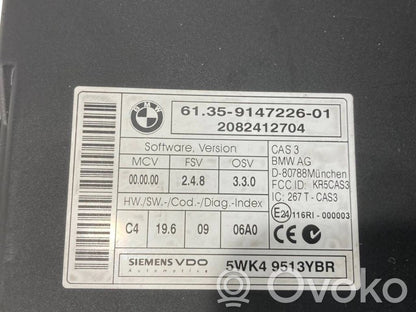 BMW
61.35-9147226-01
2082412704
Software, Version
MCV FSV OSV
00.00.00 2.4.8 3.3.0
HW./SW.-/Cod.-/Diag.-Index
C4 19.6 09 06A0
CAS 3
BMW AG
D-80788München
FCC ID: KR5CAS3
IC: 267 T - CAS3
E24 116RI - 000003
CE
SIEMENS VDO
Automotive
5WK4 9513YBR
Ovoko